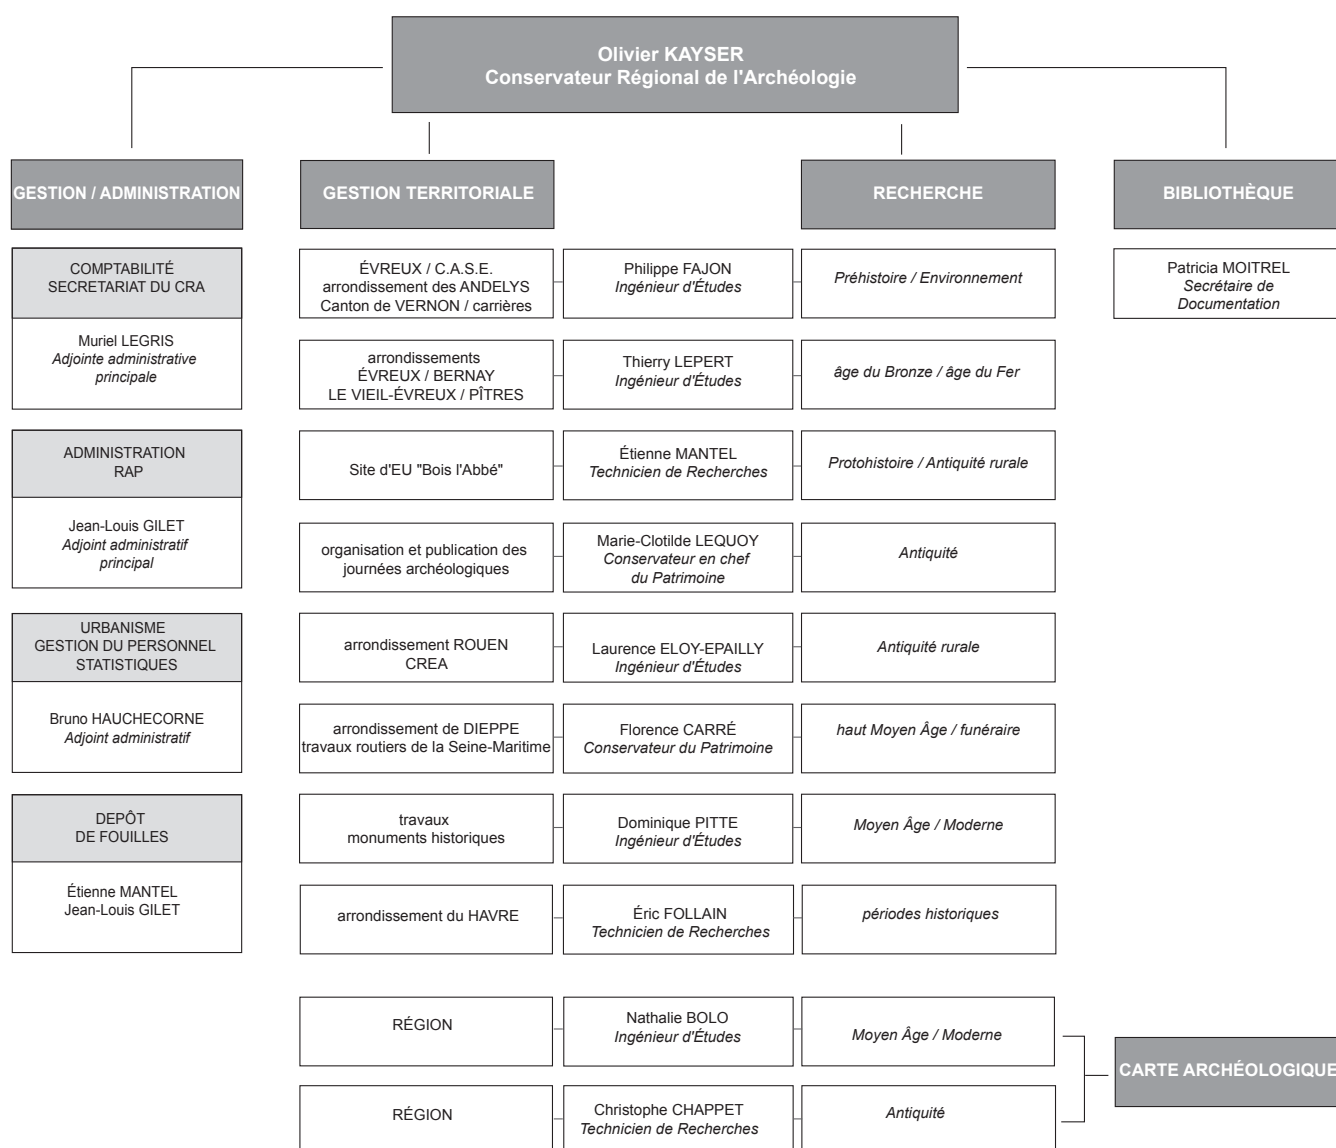 Olivier KAYSER
Conservateur Régional de l'Archéologie
GESTION / ADMINISTRATION
GESTION TERRITORIALE
RECHERCHE
BIBLIOTHÈQUE
COMPTABILITÉ
SECRETARIAT DU CRA
Muriel LEGRIS
Adjointe administrative
principale
ADMINISTRATION
RAP
Jean-Louis GILET
Adjoint administratif
principal
URBANISME
GESTION DU PERSONNEL
STATISTIQUES
Bruno HAUCHECORNE
Adjoint administratif
DEPÔT
DE FOUILLES
Étienne MANTEL
Jean-Louis GILET
ÉVREUX / C.A.S.E.
arrondissement des ANDELYS
Canton de VERNON / carrières
Philippe FAJON
Ingénieur d'Études
Préhistoire / Environnement
arrondissements
ÉVREUX / BERNAY
LE VIEIL-ÉVREUX / PÎTRES
Thierry LEPERT
Ingénieur d'Études
âge du Bronze / âge du Fer
Site d'EU "Bois l'Abbé"
Étienne MANTEL
Technicien de Recherches
Protohistoire / Antiquité rurale
organisation et publication des
journées archéologiques
Marie-Clotilde LEQUOY
Conservateur en chef
du Patrimoine
Antiquité
arrondissement ROUEN
CREA
Laurence ELOY-EPAILLY
Ingénieur d'Études
Antiquité rurale
arrondissement de DIEPPE
travaux routiers de la Seine-Maritime
Florence CARRÉ
Conservateur du Patrimoine
haut Moyen Âge / funéraire
travaux
monuments historiques
Dominique PITTE
Ingénieur d'Études
Moyen Âge / Moderne
arrondissement du HAVRE
Éric FOLLAIN
Technicien de Recherches
périodes historiques
RÉGION
Nathalie BOLO
Ingénieur d'Études
Moyen Âge / Moderne
RÉGION
Christophe CHAPPET
Technicien de Recherches
Antiquité
Patricia MOITREL
Secrétaire de
Documentation
CARTE ARCHÉOLOGIQUE